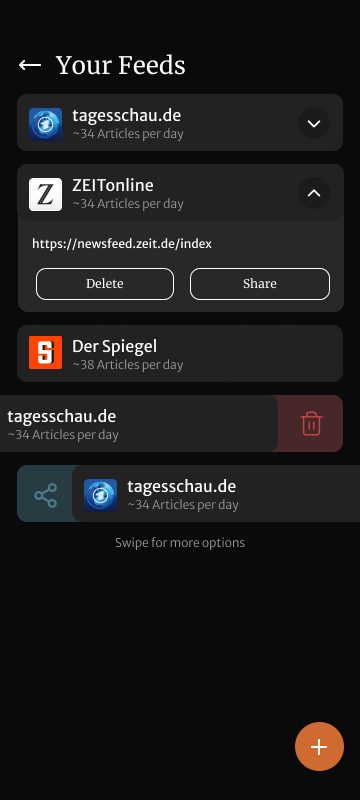 Your Feeds
tagesschau.de
~34 Articles per day
Z
ZEITonline
~34 Articles per day
https://newsfeed.zeit.de/index
Delete
Share
S
Der Spiegel
~38 Articles per day
tagesschau.de
~34 Articles per day
tagesschau.de
~34 Articles per day
Swipe for more options